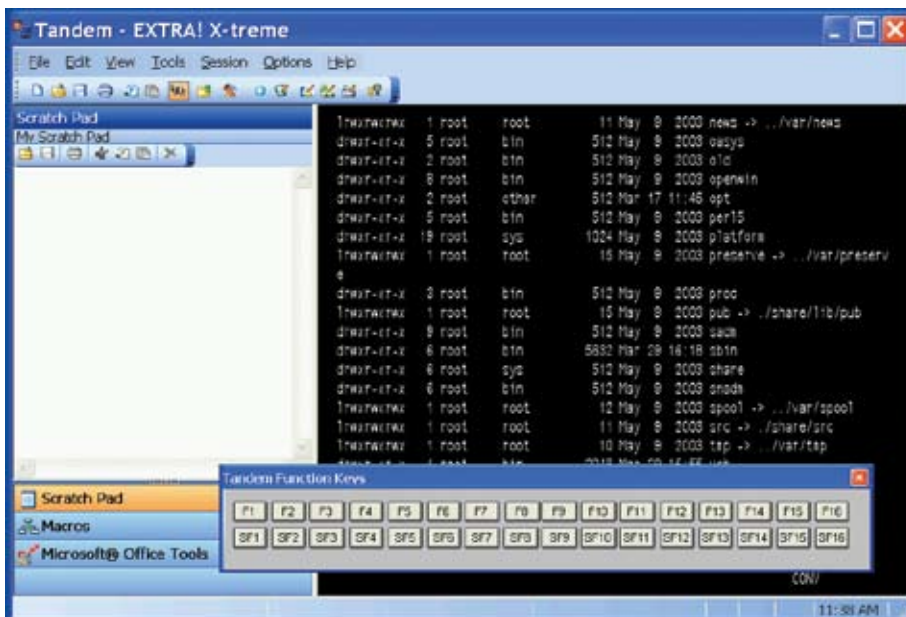 Tandem - EXTRA! X-treme
File Edit View Tools Session Options Help
Scratch Pad
My Scratch Pad
lrwxrwxrwx 1 root root 11 May 9 2003 news -> ../var/news
drwxr-xr-x 5 root bin 512 May 9 2003 oasys
drwxr-xr-x 2 root bin 512 May 9 2003 old
drwxr-xr-x 8 root bin 512 May 9 2003 openwin
drwxr-xr-x 2 root other 512 Mar 17 11:46 opt
drwxr-xr-x 5 root bin 512 May 9 2003 perl5
drwxr-xr-x 19 root sys 1024 May 9 2003 platform
lrwxrwxrwx 1 root root 15 May 9 2003 preserve -> ../var/preserv
e
drwxr-xr-x 3 root bin 512 May 9 2003 proc
lrwxrwxrwx 1 root root 15 May 9 2003 pub -> ./share/lib/pub
drwxr-xr-x 9 root bin 512 May 9 2003 sadm
drwxr-xr-x 6 root bin 5632 Mar 29 16:18 sbin
drwxr-xr-x 6 root sys 512 May 9 2003 share
drwxr-xr-x 6 root bin 512 May 9 2003 snadm
lrwxrwxrwx 1 root root 12 May 9 2003 spool -> ../var/spool
lrwxrwxrwx 1 root root 11 May 9 2003 src -> ./share/src
lrwxrwxrwx 1 root root 10 May 9 2003 tmp -> ../var/tmp
Tandem Function Keys
F1 F2 F3 F4 F5 F6 F7 F8 F9 F10 F11 F12 F13 F14 F15 F16
SF1 SF2 SF3 SF4 SF5 SF6 SF7 SF8 SF9 SF10 SF11 SF12 SF13 SF14 SF15 SF16
Scratch Pad
Macros
Microsoft® Office Tools
CONV
11:38 AM